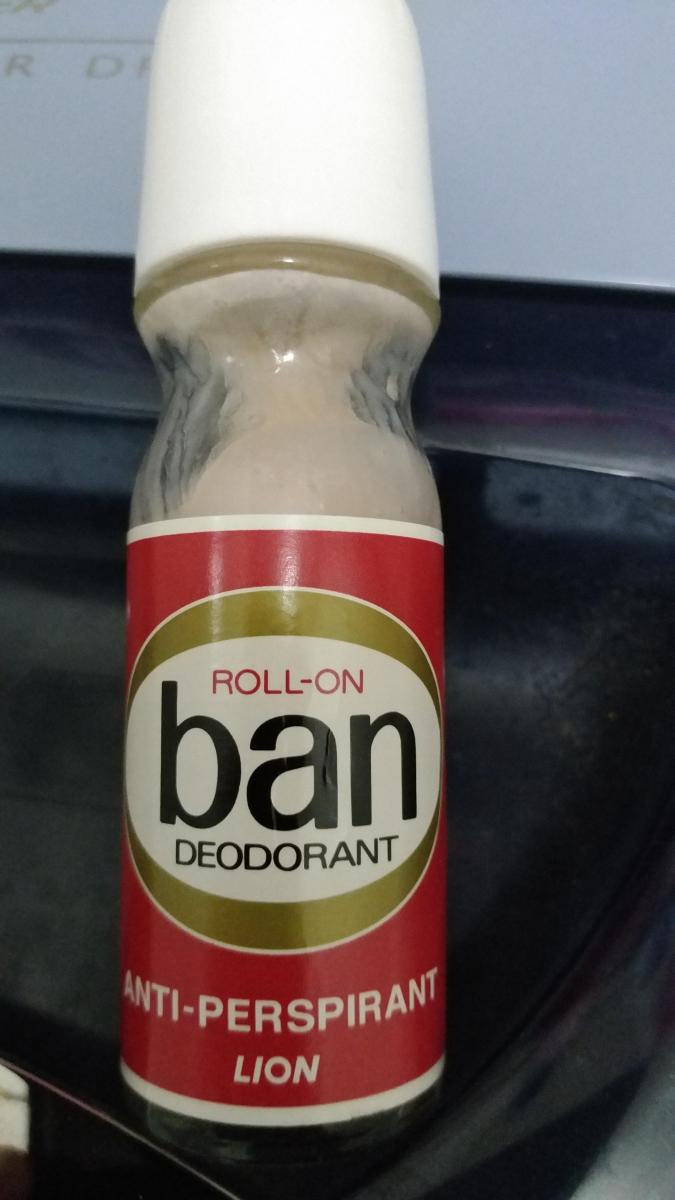 R
ROLL-ON
ban
DEODORANT
ANTI-PERSPIRANT
LION